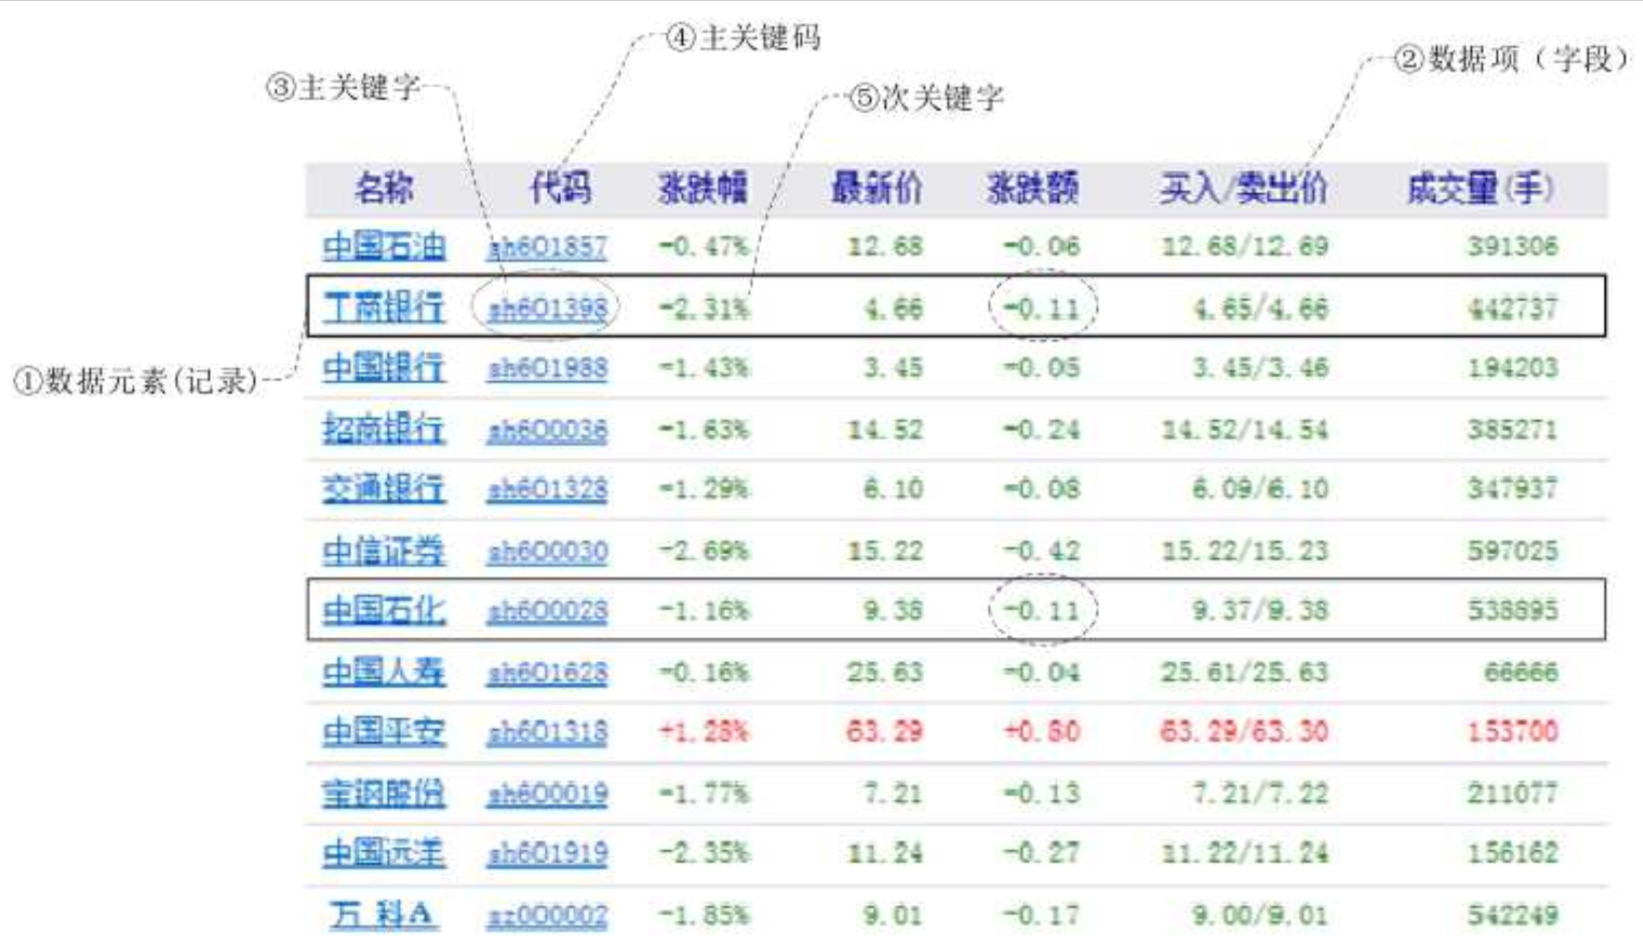 ④主关键码
②数据项（字段）
③主关键字
⑤次关键字
名称 代码 涨跌幅 最新价 涨跌额 买入/卖出价 成交量(手)
中国石油 sh601857 -0.47% 12.68 -0.06 12.68/12.69 391306
工商银行 sh601398 -2.31% 4.66 -0.11 4.65/4.66 442737
中国银行 sh601988 -1.43% 3.45 -0.05 3.45/3.46 194203
①数据元素(记录)
招商银行 sh600036 -1.63% 14.52 -0.24 14.52/14.54 385271
交通银行 sh601328 -1.29% 6.10 -0.08 6.09/6.10 347937
中信证券 sh600030 -2.69% 15.22 -0.42 15.22/15.23 597025
中国石化 sh600028 -1.16% 9.38 -0.11 9.37/9.38 538895
中国人寿 sh601628 -0.16% 25.63 -0.04 25.61/25.63 66666
中国平安 sh601318 +1.28% 63.29 +0.80 63.29/63.30 153700
宝钢股份 sh600019 -1.77% 7.21 -0.13 7.21/7.22 211077
中国远洋 sh601919 -2.35% 11.24 -0.27 11.22/11.24 156162
万 科A sz000002 -1.85% 9.01 -0.17 9.00/9.01 542249